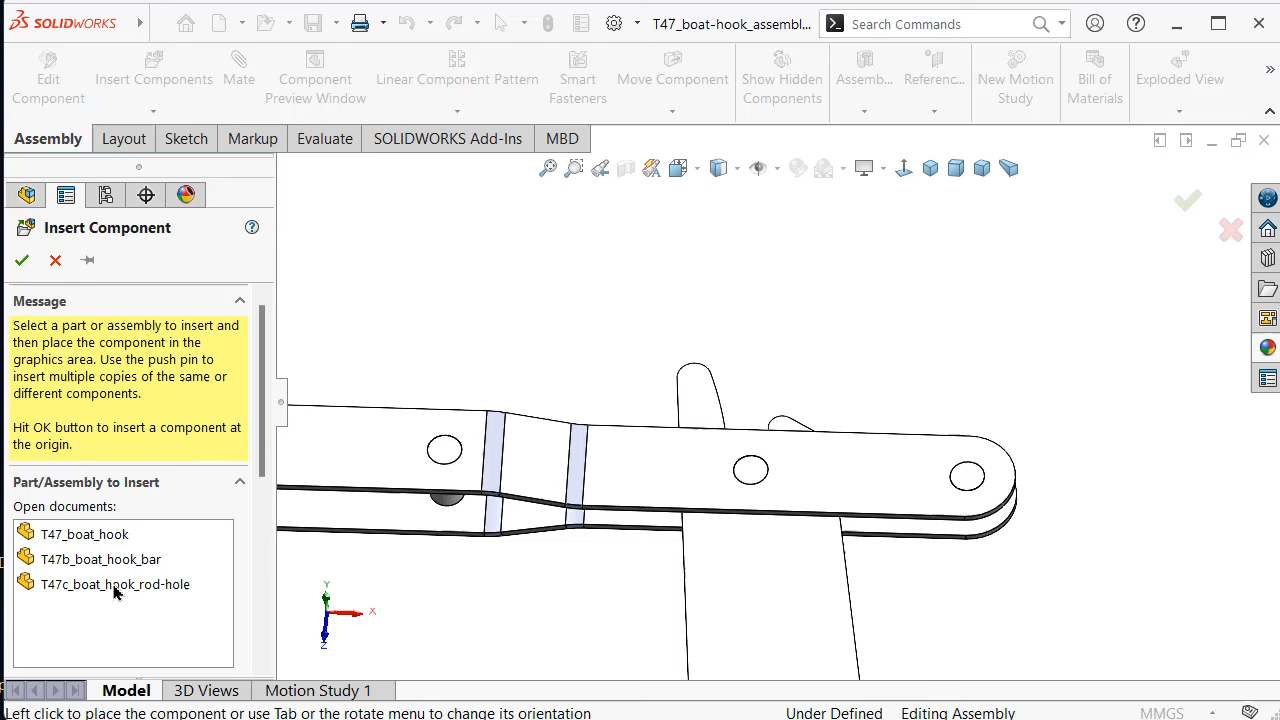 SOLIDWORKS
T47_boat-hook_assembl...
Search Commands
Edit
Component
Insert Components
Mate
Component
Preview Window
Linear Component Pattern
Smart
Fasteners
Move Component
Show Hidden
Components
Assemb...
Referenc...
New Motion
Study
Bill of
Materials
Exploded View
Assembly
Layout
Sketch
Markup
Evaluate
SOLIDWORKS Add-Ins
MBD
Insert Component
Message
Select a part or assembly to insert and
then place the component in the
graphics area. Use the push pin to
insert multiple copies of the same or
different components.
Hit OK button to insert a component at
the origin.
Part/Assembly to Insert
Open documents:
T47_boat_hook
T47b_boat_hook_bar
T47c_boat_hook_rod-hole
Y
X
Z
Model
3D Views
Motion Study 1
Left click to place the component or use Tab or the rotate menu to change its orientation
Under Defined
Editing Assembly
MMGS